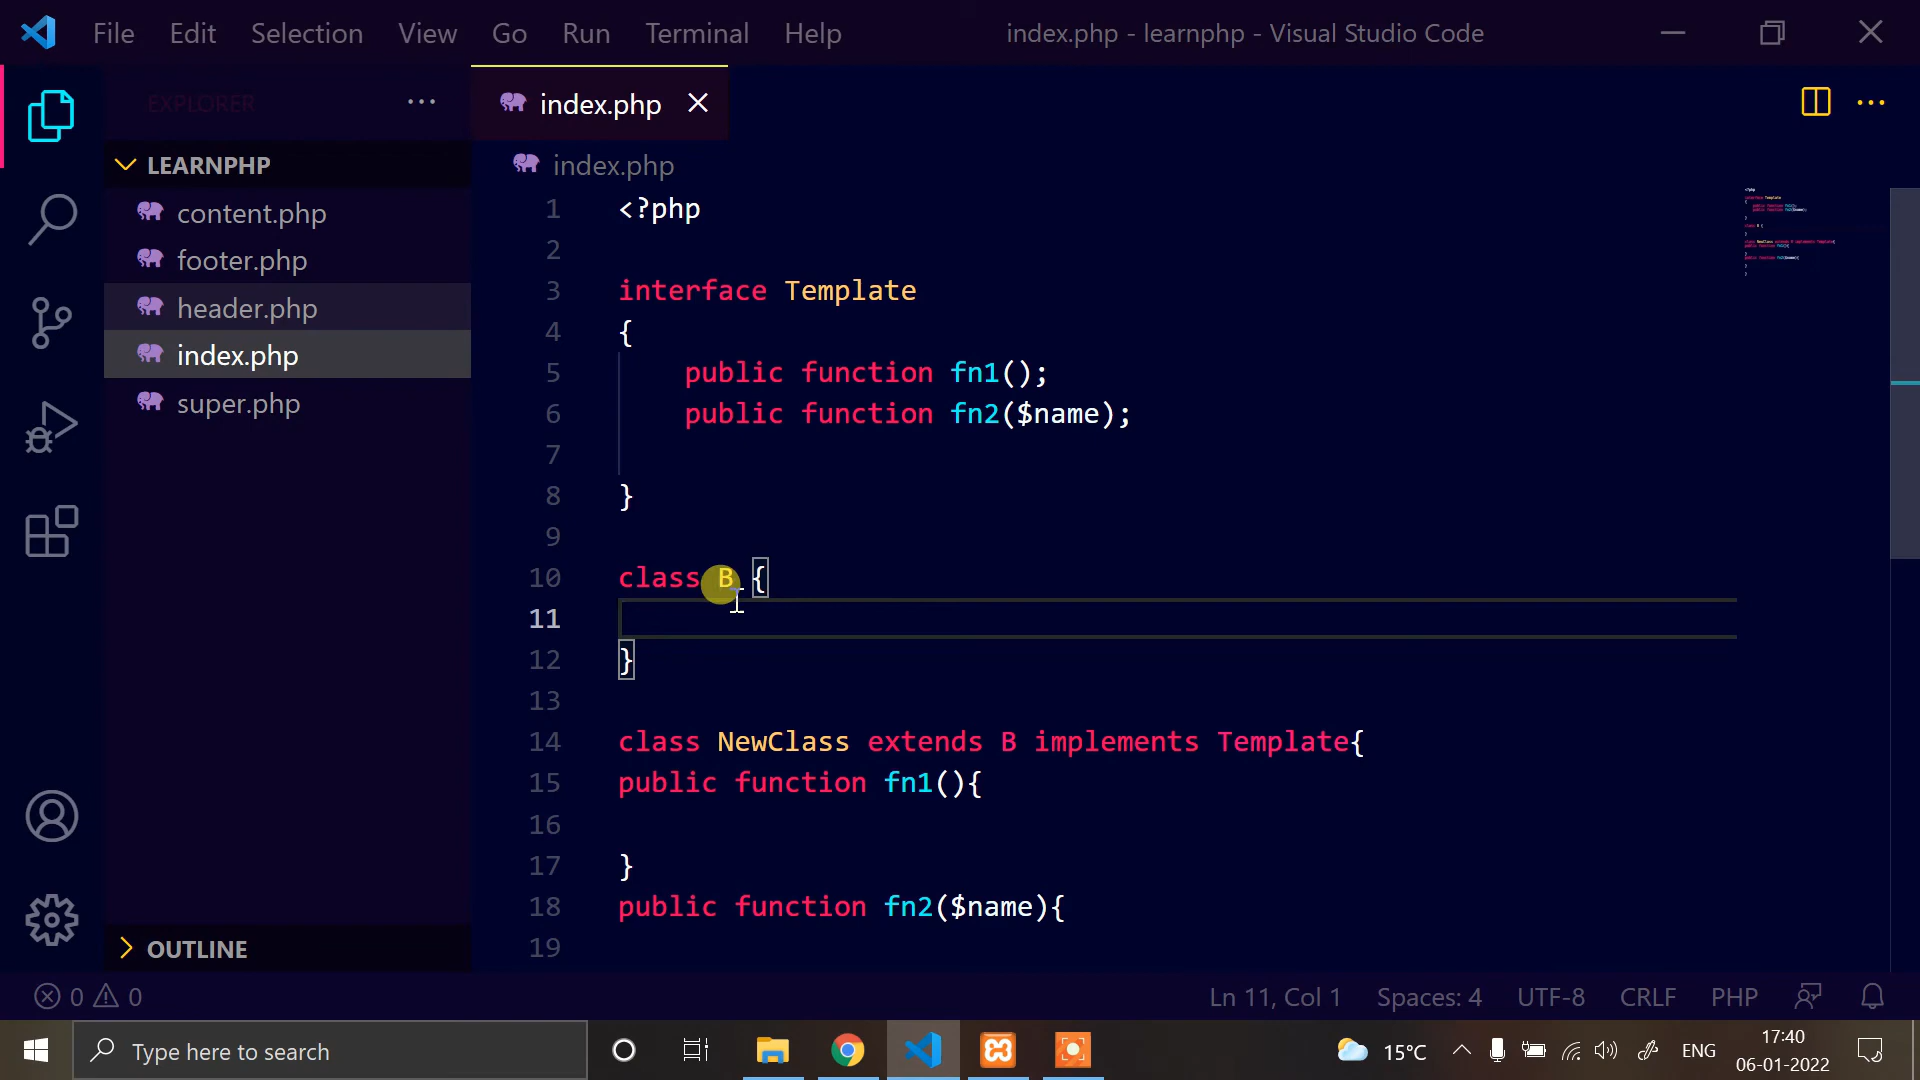 File Edit Selection View Go Run Terminal Help index.php - learnphp - Visual Studio Code
EXPLORER
index.php
LEARNPHP
index.php
content.php
footer.php
header.php
index.php
super.php
1 <?php
2
3 interface Template
4 {
5 public function fn1();
6 public function fn2($name);
7
8 }
9
10 class B {
11
12 }
13
14 class NewClass extends B implements Template{
15 public function fn1(){
16
17 }
18 public function fn2($name){
19
OUTLINE
0 0 Ln 11, Col 1 Spaces: 4 UTF-8 CRLF PHP
Type here to search
15°C
ENG
17:40
06-01-2022